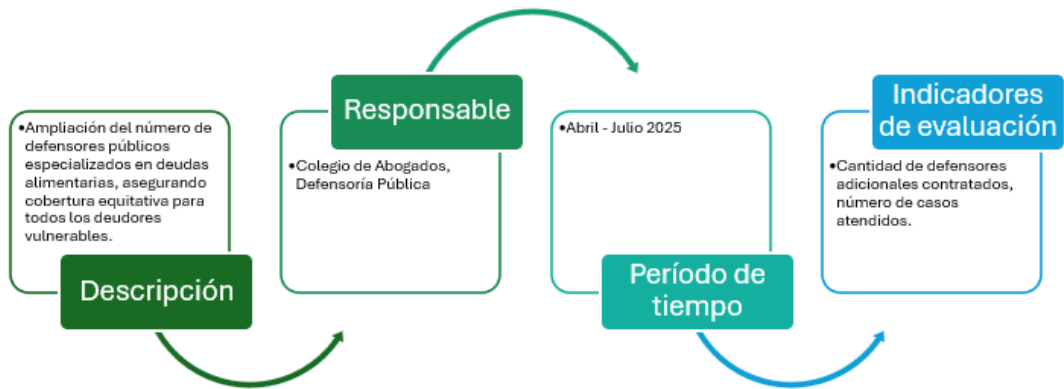 •Ampliación del número de
defensores públicos
especializados en deudas
alimentarias, asegurando
cobertura equitativa para
todos los deudores
vulnerables.
Descripción
Responsable
•Colegio de Abogados,
Defensoría Pública
•Abril - Julio 2025
Período de
tiempo
Indicadores
de evaluación
•Cantidad de defensores
adicionales contratados,
número de casos
atendidos.